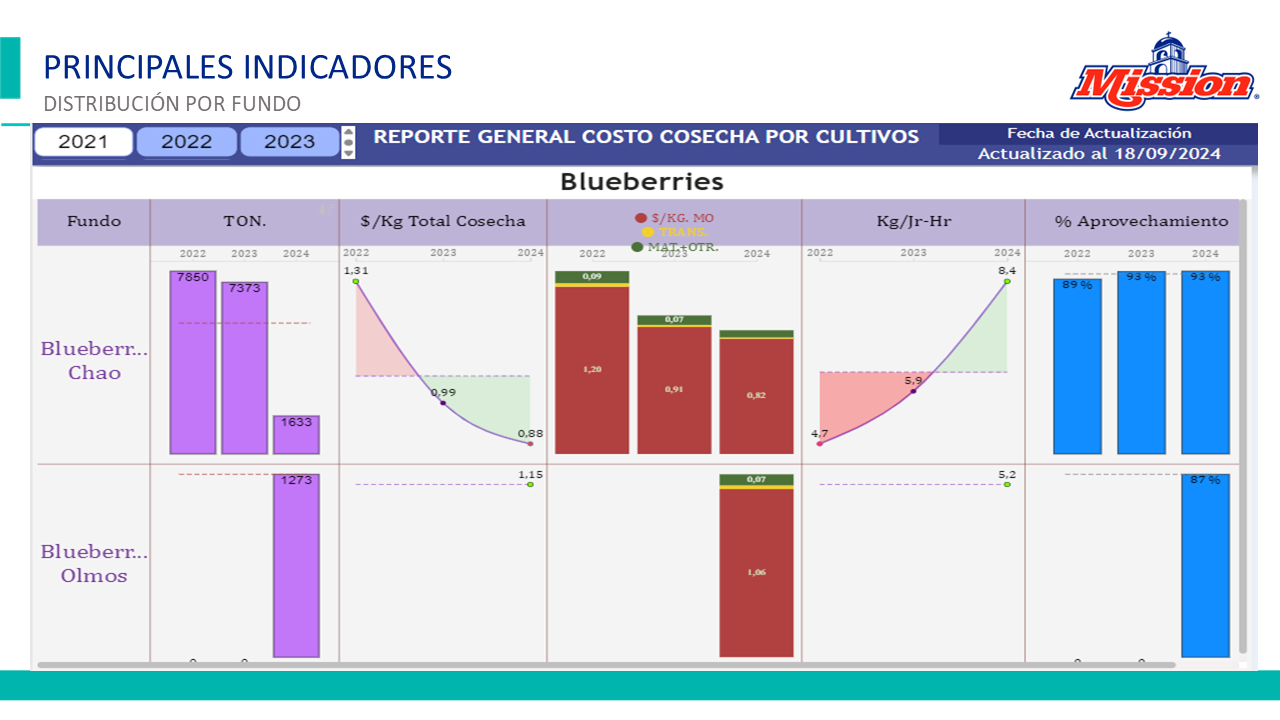 PRINCIPALES INDICADORES
DISTRIBUCIÓN POR FUNDO
Mission®
2021 2022 2023
REPORTE GENERAL COSTO COSECHA POR CULTIVOS
Fecha de Actualización
Actualizado al 18/09/2024
Blueberries
Fundo TON. $/Kg Total Cosecha
$/KG. MO
TRANS.
MAT.+OTR.
Kg/Jr-Hr % Aprovechamiento
2022 2023 2024 2022 2023 2024 2022 2023 2024 2022 2023 2024 2022 2023 2024
Blueberr...
Chao
7850 7373 1633
1,31 0,99 0,88
0,09 0,07
1,20 0,91 0,82
4,7 5,9 8,4
89 % 93 % 93 %
Blueberr...
Olmos
1273
1,15
0,07
1,06
5,2
87 %